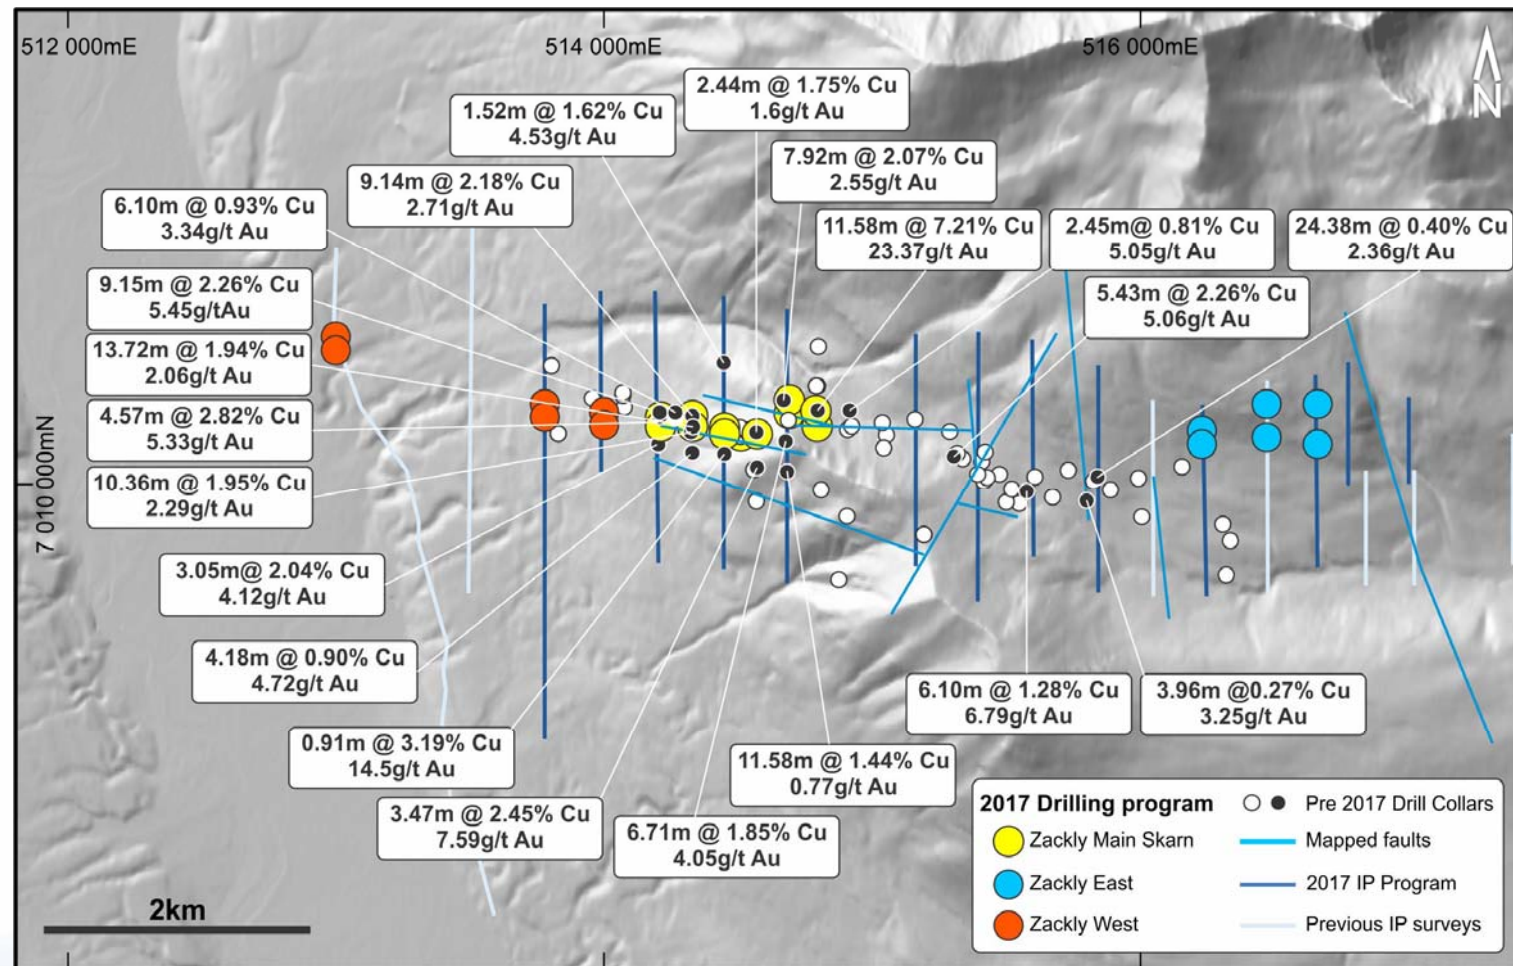 512 000mE
514 000mE
516 000mE
N
7 010 000mN
2.44m @ 1.75% Cu
1.6g/t Au
1.52m @ 1.62% Cu
4.53g/t Au
7.92m @ 2.07% Cu
2.55g/t Au
9.14m @ 2.18% Cu
2.71g/t Au
6.10m @ 0.93% Cu
3.34g/t Au
11.58m @ 7.21% Cu
23.37g/t Au
2.45m@ 0.81% Cu
5.05g/t Au
24.38m @ 0.40% Cu
2.36g/t Au
9.15m @ 2.26% Cu
5.45g/tAu
5.43m @ 2.26% Cu
5.06g/t Au
13.72m @ 1.94% Cu
2.06g/t Au
4.57m @ 2.82% Cu
5.33g/t Au
10.36m @ 1.95% Cu
2.29g/t Au
3.05m@ 2.04% Cu
4.12g/t Au
4.18m @ 0.90% Cu
4.72g/t Au
6.10m @ 1.28% Cu
6.79g/t Au
3.96m @0.27% Cu
3.25g/t Au
0.91m @ 3.19% Cu
14.5g/t Au
11.58m @ 1.44% Cu
0.77g/t Au
3.47m @ 2.45% Cu
7.59g/t Au
6.71m @ 1.85% Cu
4.05g/t Au
2km
2017 Drilling program
Zackly Main Skarn
Zackly East
Zackly West
Pre 2017 Drill Collars
Mapped faults
2017 IP Program
Previous IP surveys